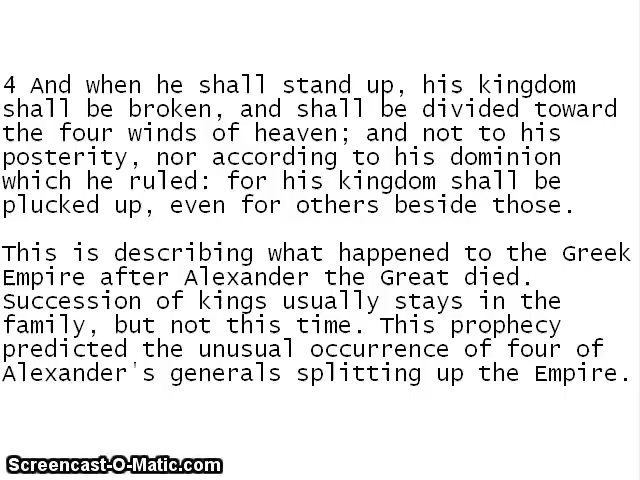 4 And when he shall stand up, his kingdom
shall be broken, and shall be divided toward
the four winds of heaven; and not to his
posterity, nor according to his dominion
which he ruled: for his kingdom shall be
plucked up, even for others beside those.
This is describing what happened to the Greek
Empire after Alexander the Great died.
Succession of kings usually stays in the
family, but not this time. This prophecy
predicted the unusual occurrence of four of
Alexander's generals splitting up the Empire.
Screencast-O-Matic.com